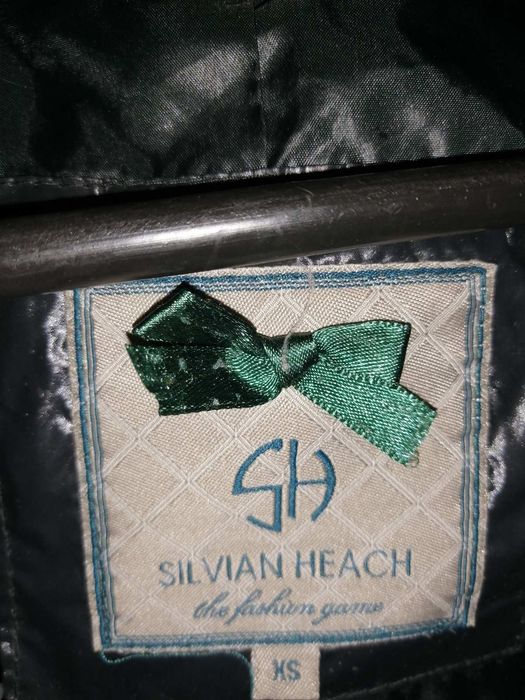 SH
SILVIAN HEACH
the fashion game
XS